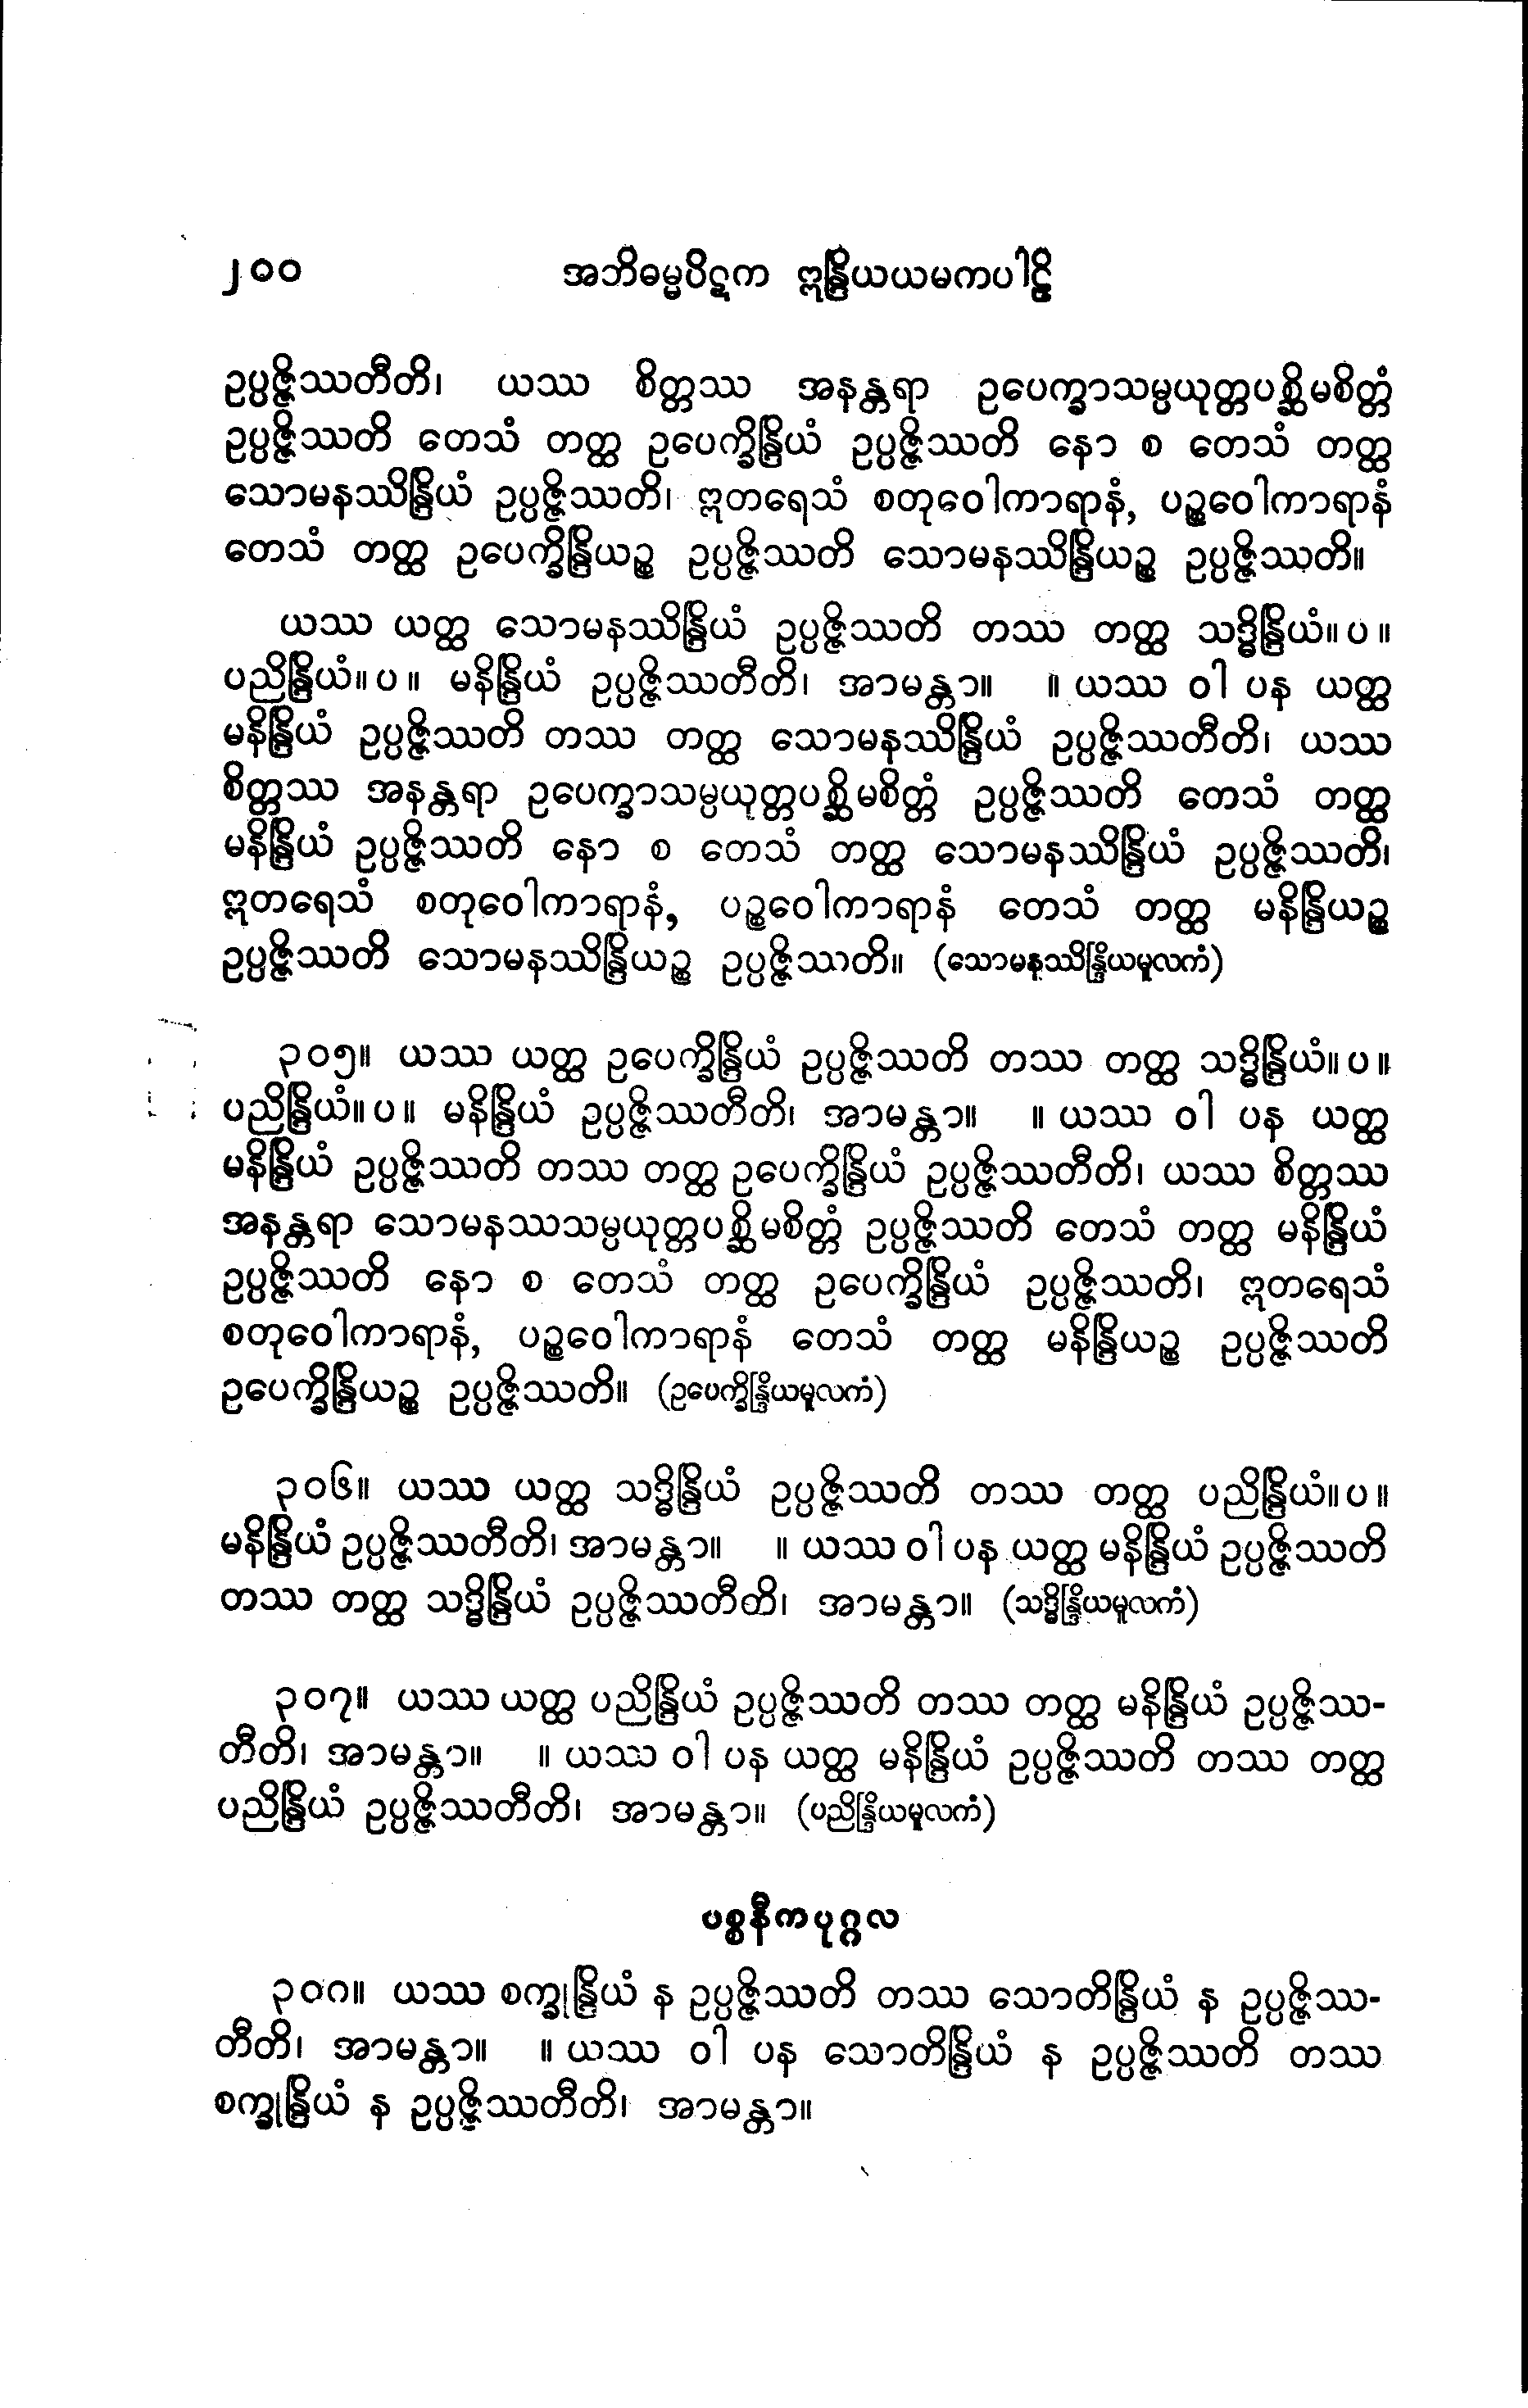 ၂၀၀ အဘိဓမ္မပိဋက ဣန္ဒြိယယမကပါဠိ
ဥပ္ပဇ္ဇိဿတီတိ၊ ယဿ စိတ္တဿ အနန္တရာ ဥပေက္ခာသမ္ပယုတ္တပစ္ဆိမစိတ္တံ
ဥပ္ပဇ္ဇိဿတိ တေသံ တတ္ထ ဥပေက္ခိန္ဒြိယံ ဥပ္ပဇ္ဇိဿတိ နော စ တေသံ တတ္ထ
သောမနဿိန္ဒြိယံ ဥပ္ပဇ္ဇိဿတိ၊ ဣတရေသံ စတုဝေါကာရာနံ, ပဉ္စဝေါကာရာနံ
တေသံ တတ္ထ ဥပေက္ခိန္ဒြိယဉ္စ ဥပ္ပဇ္ဇိဿတိ သောမနဿိန္ဒြိယဉ္စ ဥပ္ပဇ္ဇိဿတိ။
ယဿ ယတ္ထ သောမနဿိန္ဒြိယံ ဥပ္ပဇ္ဇိဿတိ တဿ တတ္ထ သဒ္ဓိန္ဒြိယံ။ပ။
ပညိန္ဒြိယံ။ပ။ မနိန္ဒြိယံ ဥပ္ပဇ္ဇိဿတီတိ၊ အာမန္တာ။ ။ယဿ ဝါ ပန ယတ္ထ
မနိန္ဒြိယံ ဥပ္ပဇ္ဇိဿတိ တဿ တတ္ထ သောမနဿိန္ဒြိယံ ဥပ္ပဇ္ဇိဿတီတိ၊ ယဿ
စိတ္တဿ အနန္တရာ ဥပေက္ခာသမ္ပယုတ္တပစ္ဆိမစိတ္တံ ဥပ္ပဇ္ဇိဿတိ တေသံ တတ္ထ
မနိန္ဒြိယံ ဥပ္ပဇ္ဇိဿတိ နော စ တေသံ တတ္ထ သောမနဿိန္ဒြိယံ ဥပ္ပဇ္ဇိဿတိ၊
ဣတရေသံ စတုဝေါကာရာနံ, ပဉ္စဝေါကာရာနံ တေသံ တတ္ထ မနိန္ဒြိယဉ္စ
ဥပ္ပဇ္ဇိဿတိ သောမနဿိန္ဒြိယဉ္စ ဥပ္ပဇ္ဇိဿတိ။ (သောမနဿိန္ဒြိယမူလကံ)
၃၀၅။ ယဿ ယတ္ထ ဥပေက္ခိန္ဒြိယံ ဥပ္ပဇ္ဇိဿတိ တဿ တတ္ထ သဒ္ဓိန္ဒြိယံ။ပ။
ပညိန္ဒြိယံ။ပ။ မနိန္ဒြိယံ ဥပ္ပဇ္ဇိဿတီတိ၊ အာမန္တာ။ ။ယဿ ဝါ ပန ယတ္ထ
မနိန္ဒြိယံ ဥပ္ပဇ္ဇိဿတိ တဿ တတ္ထ ဥပေက္ခိန္ဒြိယံ ဥပ္ပဇ္ဇိဿတီတိ၊ ယဿ စိတ္တဿ
အနန္တရာ သောမနဿသမ္ပယုတ္တပစ္ဆိမစိတ္တံ ဥပ္ပဇ္ဇိဿတိ တေသံ တတ္ထ မနိန္ဒြိယံ
ဥပ္ပဇ္ဇိဿတိ နော စ တေသံ တတ္ထ ဥပေက္ခိန္ဒြိယံ ဥပ္ပဇ္ဇိဿတိ၊ ဣတရေသံ
စတုဝေါကာရာနံ, ပဉ္စဝေါကာရာနံ တေသံ တတ္ထ မနိန္ဒြိယဉ္စ ဥပ္ပဇ္ဇိဿတိ
ဥပေက္ခိန္ဒြိယဉ္စ ဥပ္ပဇ္ဇိဿတိ။ (ဥပေက္ခိန္ဒြိယမူလကံ)
၃၀၆။ ယဿ ယတ္ထ သဒ္ဓိန္ဒြိယံ ဥပ္ပဇ္ဇိဿတိ တဿ တတ္ထ ပညိန္ဒြိယံ။ပ။
မနိန္ဒြိယံ ဥပ္ပဇ္ဇိဿတီတိ၊ အာမန္တာ။ ။ယဿ ဝါ ပန ယတ္ထ မနိန္ဒြိယံ ဥပ္ပဇ္ဇိဿတိ
တဿ တတ္ထ သဒ္ဓိန္ဒြိယံ ဥပ္ပဇ္ဇိဿတီတိ၊ အာမန္တာ။ (သဒ္ဓိန္ဒြိယမူလကံ)
၃၀၇။ ယဿ ယတ္ထ ပညိန္ဒြိယံ ဥပ္ပဇ္ဇိဿတိ တဿ တတ္ထ မနိန္ဒြိယံ ဥပ္ပဇ္ဇိဿ-
တီတိ၊ အာမန္တာ။ ။ယဿ ဝါ ပန ယတ္ထ မနိန္ဒြိယံ ဥပ္ပဇ္ဇိဿတိ တဿ တတ္ထ
ပညိန္ဒြိယံ ဥပ္ပဇ္ဇိဿတီတိ၊ အာမန္တာ။ (ပညိန္ဒြိယမူလကံ)
ပစ္စနီကပုဂ္ဂလ
၃၀၈။ ယဿ စက္ခုန္ဒြိယံ န ဥပ္ပဇ္ဇိဿတိ တဿ သောတိန္ဒြိယံ န ဥပ္ပဇ္ဇိဿ-
တီတိ၊ အာမန္တာ။ ။ယဿ ဝါ ပန သောတိန္ဒြိယံ န ဥပ္ပဇ္ဇိဿတိ တဿ
စက္ခုန္ဒြိယံ န ဥပ္ပဇ္ဇိဿတီတိ၊ အာမန္တာ။